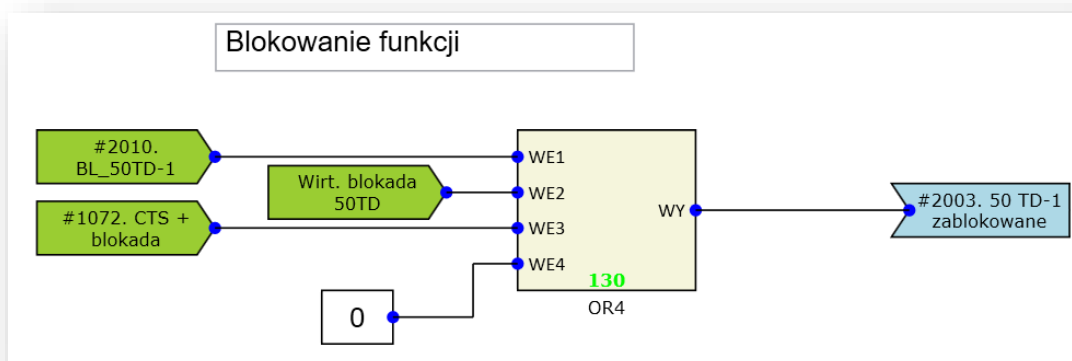 Blokowanie funkcji
#2010.
BL_50TD-1
WE1
Wirt. blokada
50TD
WE2
#1072. CTS +
blokada
WE3
WE4
WY
#2003. 50 TD-1
zablokowane
130
OR4
0